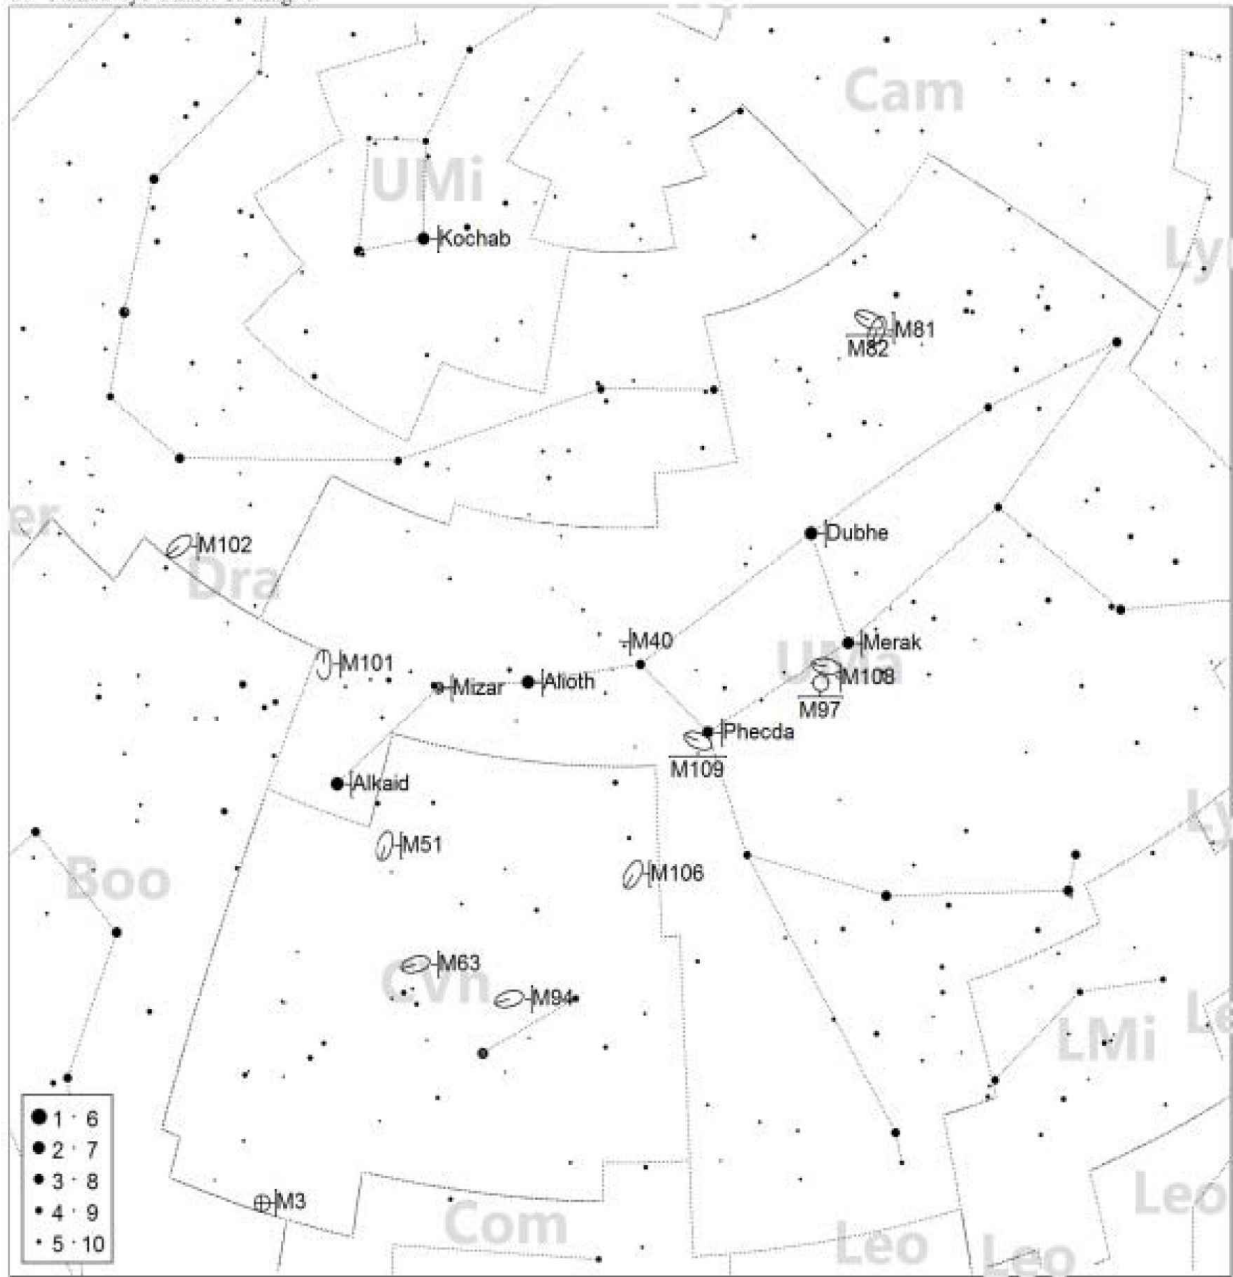 Cam
UMi
Kochab
M81
M82
Dubhe
M102
Dra
M40
Merak
UMa
M101
Mizar
Alioth
M108
M97
Phecda
M109
Alkaid
M51
Boo
M106
M63
CVn
M94
LMi
1 · 6
2 · 7
3 · 8
4 · 9
5 · 10
M3
Com
Leo
Leo
Leo